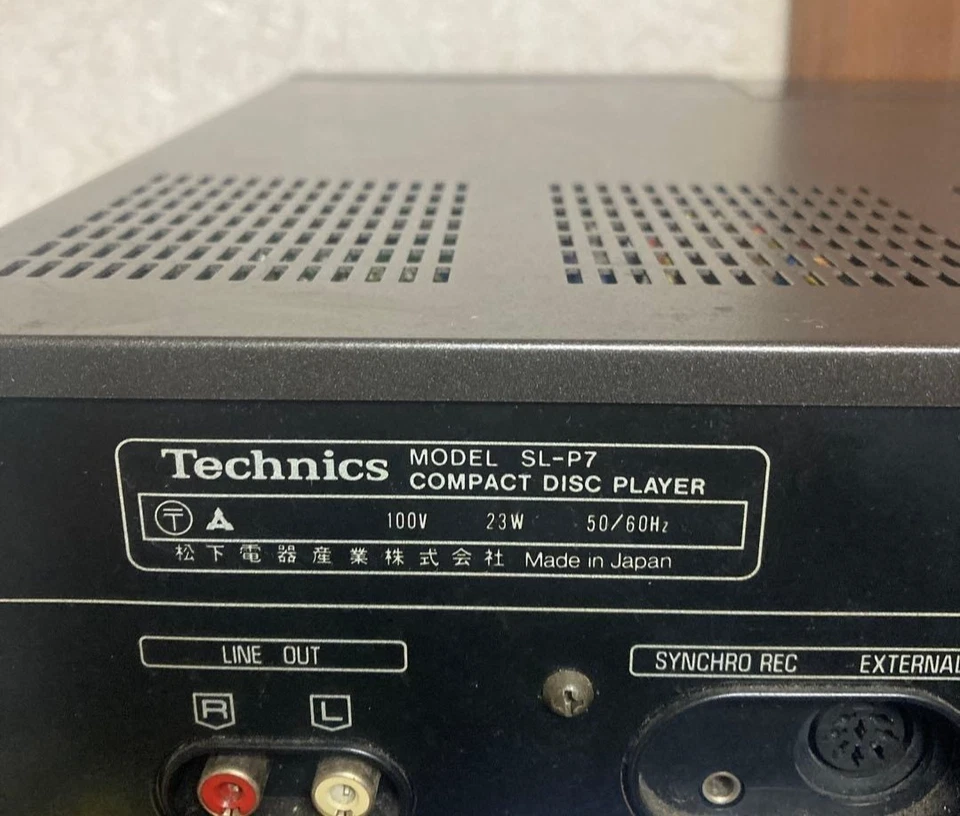 Technics MODEL SL-P7
COMPACT DISC PLAYER
〒 100V 23W 50/60Hz
松下電器産業株式会社 Made in Japan
LINE OUT
SYNCHRO REC EXTERNAL
R L